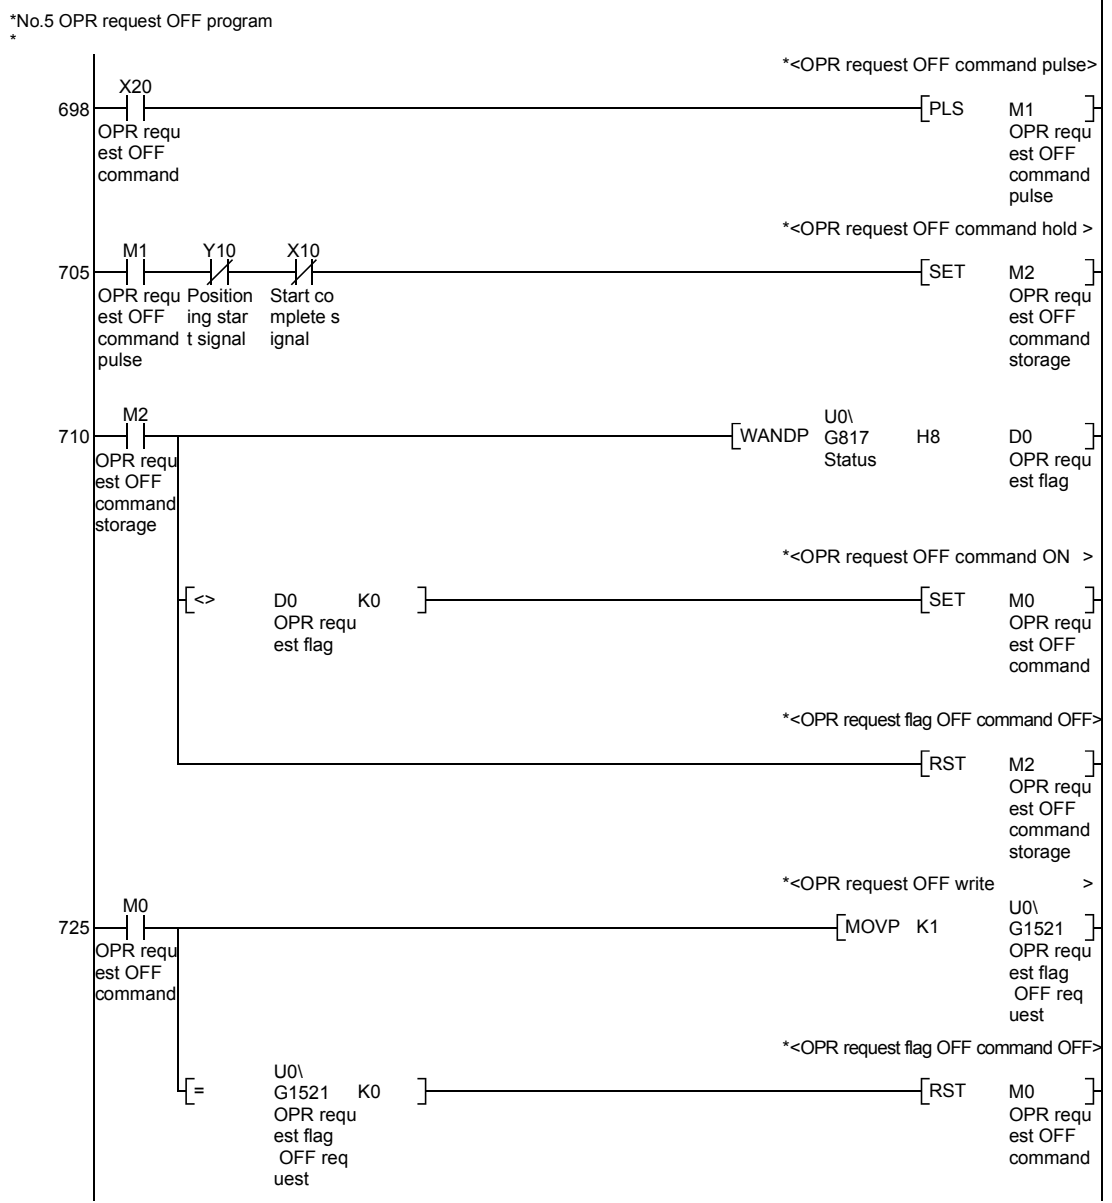 *No.5 OPR request OFF program
*
*<OPR request OFF command pulse>
X20
698
PLS M1
OPR requ
est OFF
command
OPR requ
est OFF
command
pulse
*<OPR request OFF command hold >
M1 Y10 X10
705
SET M2
OPR requ
est OFF
command
pulse
Position
ing star
t signal
Start co
mplete s
ignal
OPR requ
est OFF
command
storage
M2
710
WANDP
U0\
G817
Status
H8
D0
OPR requ
est flag
OPR requ
est OFF
command
storage
*<OPR request OFF command ON >
<> D0 K0
OPR requ
est flag
SET M0
OPR requ
est OFF
command
*<OPR request flag OFF command OFF>
RST M2
OPR requ
est OFF
command
storage
*<OPR request OFF write >
M0
725
OPR requ
est OFF
command
MOVP K1
U0\
G1521
OPR requ
est flag
OFF req
uest
*<OPR request flag OFF command OFF>
=
U0\
G1521 K0
OPR requ
est flag
OFF req
uest
RST M0
OPR requ
est OFF
command